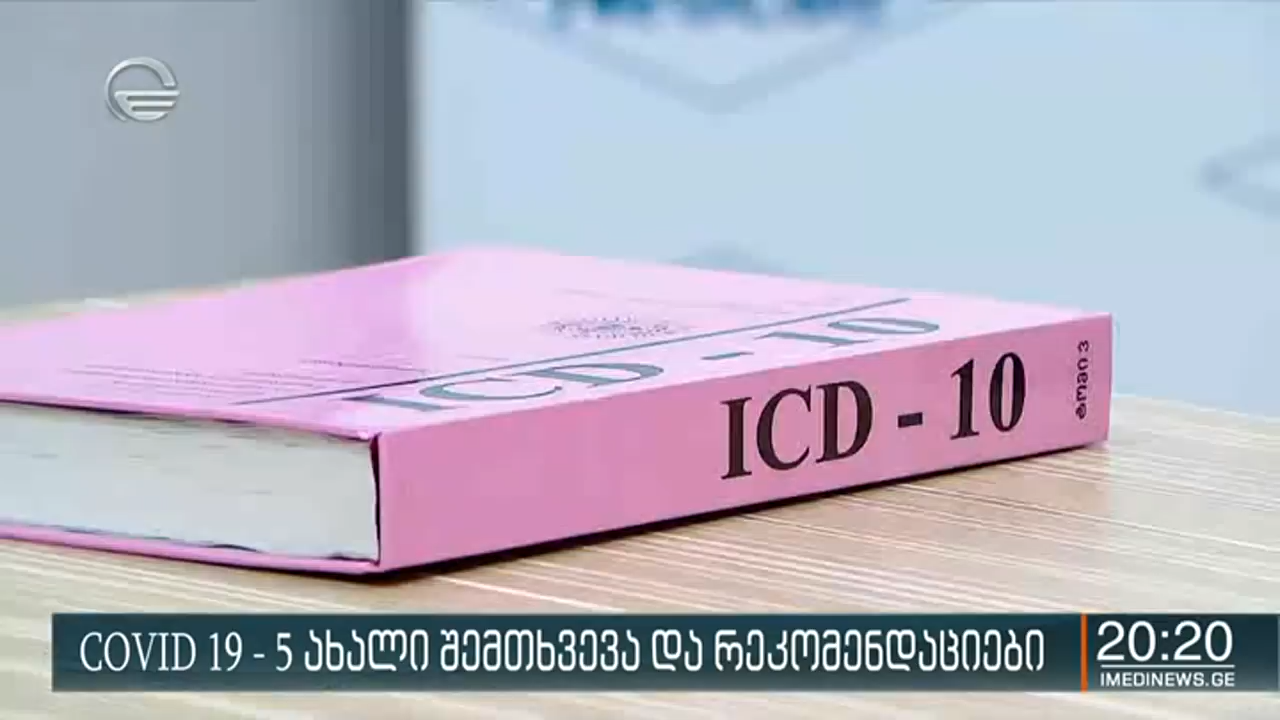 ICD - 10
ICD - 10
ტომი 3
COVID 19 - 5 ახალი შემთხვევა და რეკომენდაციები
20:20
IMEDINEWS.GE